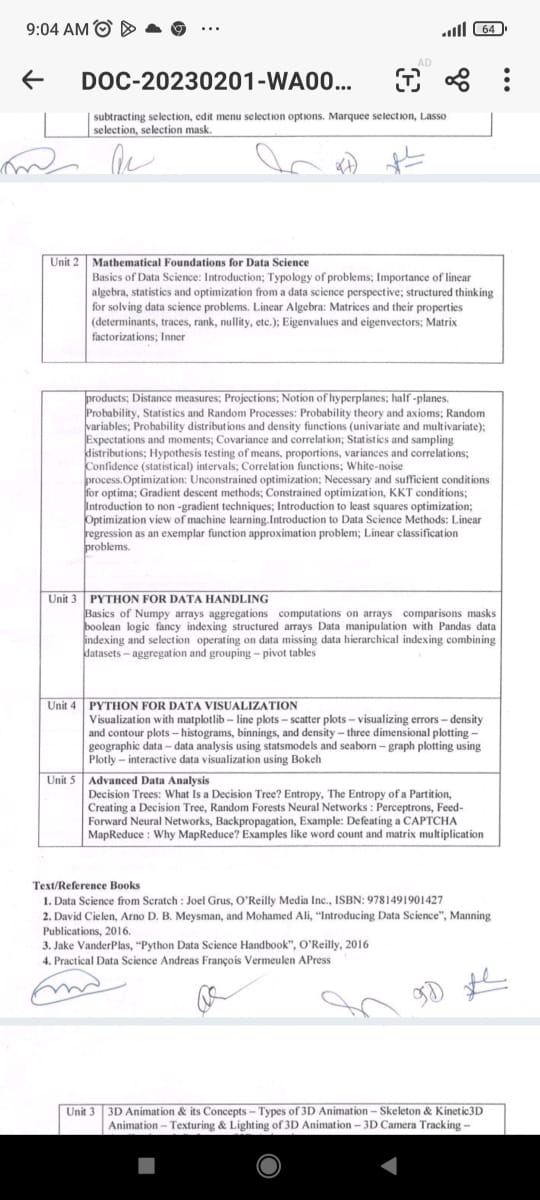 9:04 AM
64
AD
DOC-20230201-WA00...
subtracting selection, edit menu selection options. Marquee selection, Lasso
selection, selection mask.
Unit 2 Mathematical Foundations for Data Science
Basics of Data Science: Introduction; Typology of problems; Importance of linear
algebra, statistics and optimization from a data science perspective; structured thinking
for solving data science problems. Linear Algebra: Matrices and their properties
(determinants, traces, rank, nullity, etc.); Eigenvalues and eigenvectors; Matrix
factorizations; Inner
products; Distance measures; Projections; Notion of hyperplanes; half-planes.
Probability, Statistics and Random Processes: Probability theory and axioms; Random
variables; Probability distributions and density functions (univariate and multivariate);
Expectations and moments; Covariance and correlation; Statistics and sampling
distributions; Hypothesis testing of means, proportions, variances and correlations;
Confidence (statistical) intervals; Correlation functions; White-noise
process.Optimization: Unconstrained optimization; Necessary and sufficient conditions
for optima; Gradient descent methods; Constrained optimization, KKT conditions;
Introduction to non -gradient techniques; Introduction to least squares optimization;
Optimization view of machine learning.Introduction to Data Science Methods: Linear
regression as an exemplar function approximation problem; Linear classification
problems.
Unit 3 PYTHON FOR DATA HANDLING
Basics of Numpy arrays aggregations computations on arrays comparisons masks
boolean logic fancy indexing structured arrays Data manipulation with Pandas data
indexing and selection operating on data missing data hierarchical indexing combining
datasets – aggregation and grouping – pivot tables
Unit 4 PYTHON FOR DATA VISUALIZATION
Visualization with matplotlib – line plots – scatter plots – visualizing errors – density
and contour plots – histograms, binnings, and density – three dimensional plotting –
geographic data – data analysis using statsmodels and seaborn – graph plotting using
Plotly – interactive data visualization using Bokeh
Unit 5 Advanced Data Analysis
Decision Trees: What Is a Decision Tree? Entropy, The Entropy of a Partition,
Creating a Decision Tree, Random Forests Neural Networks : Perceptrons, Feed-
Forward Neural Networks, Backpropagation, Example: Defeating a CAPTCHA
MapReduce : Why MapReduce? Examples like word count and matrix multiplication
Text/Reference Books
1. Data Science from Scratch : Joel Grus, O'Reilly Media Inc., ISBN: 9781491901427
2. David Cielen, Arno D. B. Meysman, and Mohamed Ali, "Introducing Data Science", Manning
Publications, 2016.
3. Jake VanderPlas, "Python Data Science Handbook", O'Reilly, 2016
4. Practical Data Science Andreas François Vermeulen APress
Unit 3 3D Animation & its Concepts – Types of 3D Animation – Skeleton & Kinetic3D
Animation – Texturing & Lighting of 3D Animation – 3D Camera Tracking –